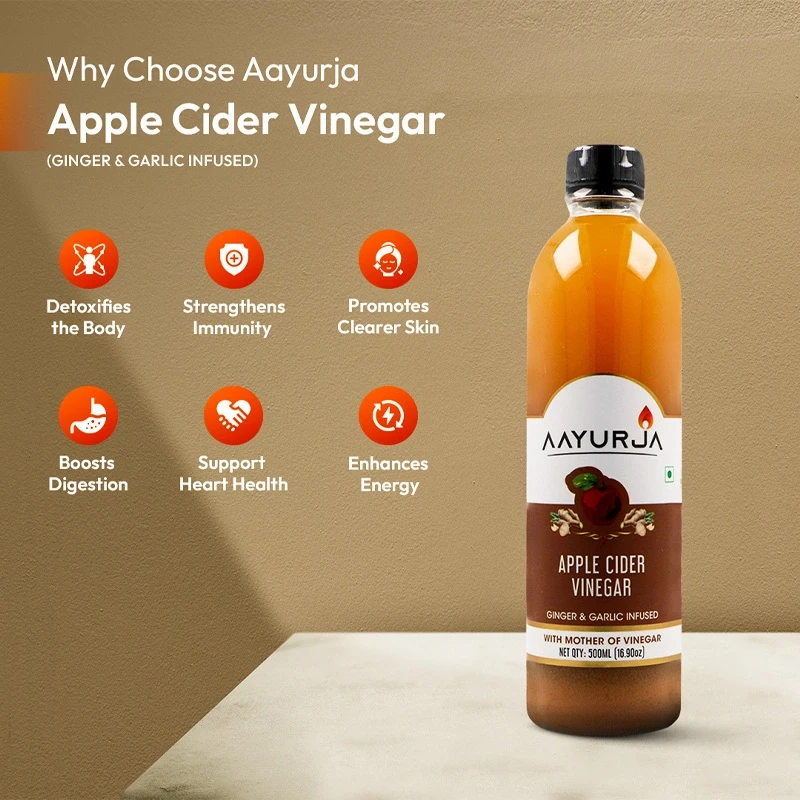 Why Choose Aayurja
Apple Cider Vinegar
(GINGER & GARLIC INFUSED)
Detoxifies
the Body
Strengthens
Immunity
Promotes
Clearer Skin
Boosts
Digestion
Support
Heart Health
Enhances
Energy
AAYURJA
APPLE CIDER
VINEGAR
GINGER & GARLIC INFUSED
WITH MOTHER OF VINEGAR
NET QTY: 500ML (16.90oz)